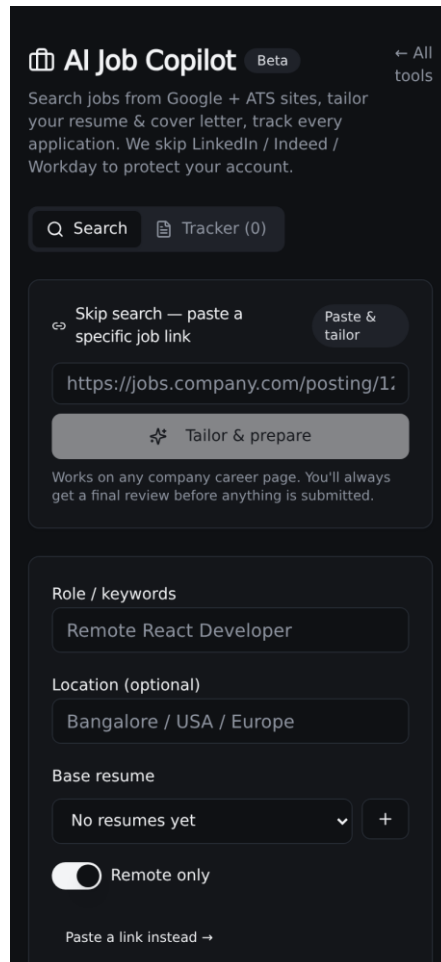 AI Job Copilot Beta
← All
tools
Search jobs from Google + ATS sites, tailor
your resume & cover letter, track every
application. We skip LinkedIn / Indeed /
Workday to protect your account.
Search Tracker (0)
Skip search — paste a
specific job link
Paste &
tailor
https://jobs.company.com/posting/12
Tailor & prepare
Works on any company career page. You'll always
get a final review before anything is submitted.
Role / keywords
Remote React Developer
Location (optional)
Bangalore / USA / Europe
Base resume
No resumes yet +
Remote only
Paste a link instead →